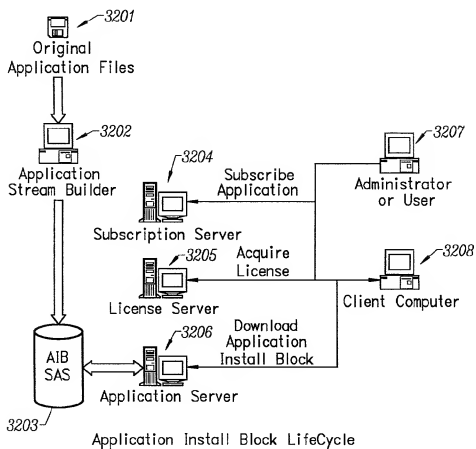 3201
Original
Application Files
3202
Application
Stream Builder
3207
Administrator
or User
3204
Subscribe
Application
Subscription Server
3205
Acquire
License
License Server
3208
Client Computer
3206
Download
Application
Install Block
Application Server
AIB
SAS
3203
Application Install Block LifeCycle